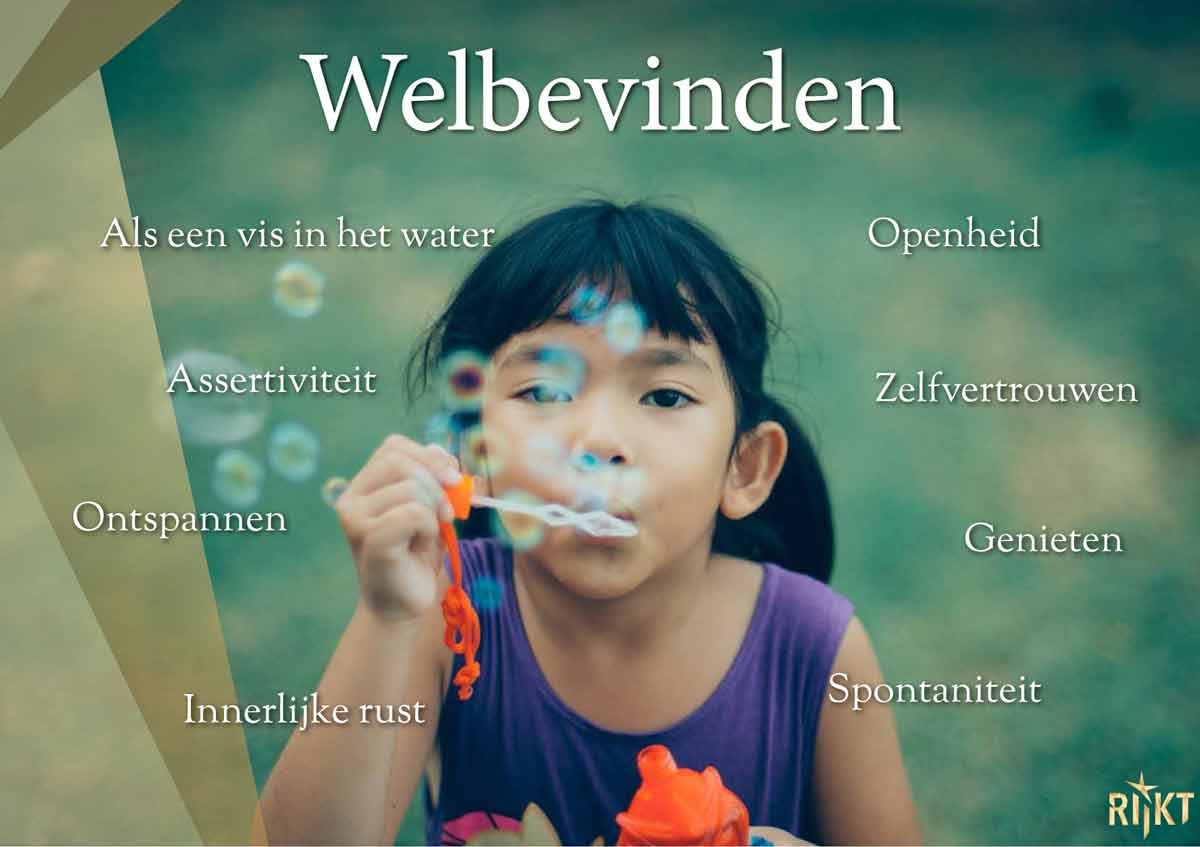 Welbevinden
Als een vis in het water
Openheid
Assertiviteit
Zelfvertrouwen
Ontspannen
Genieten
Innerlijke rust
Spontaniteit
RIJKT